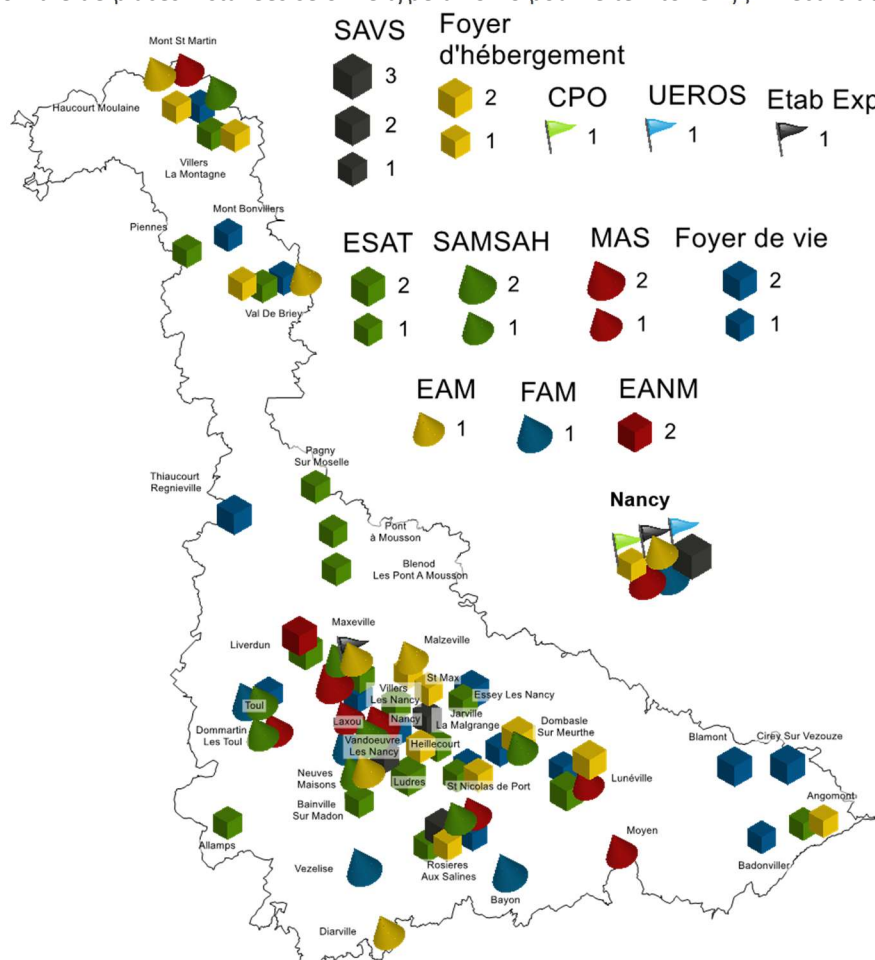 SAVS
3
2
1
Foyer
d'hébergement
2
1
CPO
1
UEROS
1
Etab Exp
1
Mont St Martin
Haucourt Moulaine
Villers
La Montagne
Mont Bonvillers
Piennes
Val De Briey
ESAT
2
1
SAMSAH
2
1
MAS
2
1
Foyer de vie
2
1
EAM
1
FAM
1
EANM
2
Pagny
Sur Moselle
Thiaucourt
Regnieville
Pont
à Mousson
Blenod
Les Pont A Mousson
Nancy
Maxeville
Liverdun
Malzeville
Villers
Les Nancy
St Max
Essey Les Nancy
Toul
Laxou
Nancy
Jarville
La Malgrange
Dommartin
Les Toul
Vandoeuvre
Les Nancy
Heillecourt
Dombasle
Sur Meurthe
Blamont
Cirey Sur Vezouze
Neuves
Maisons
Ludres
St Nicolas de Port
Lunéville
Angomont
Bainville
Sur Madon
Allamps
Moyen
Badonviller
Vezelise
Rosieres
Aux Salines
Bayon
Diarville